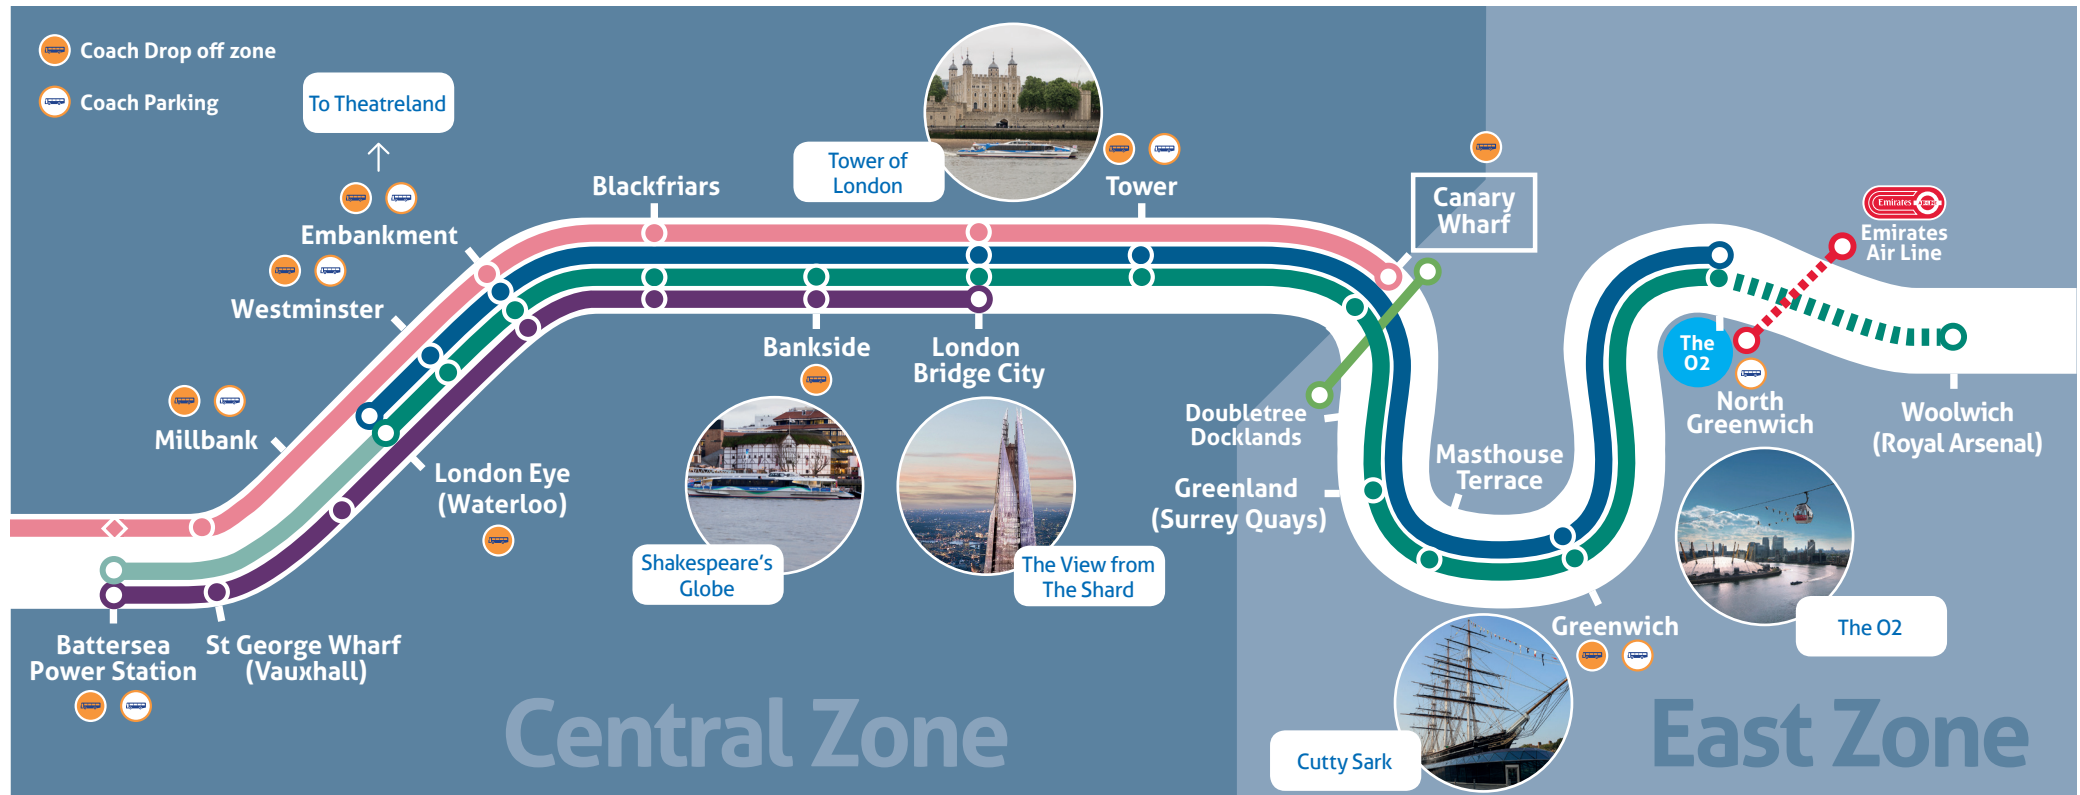 Coach Drop off zone
Coach Parking
To Theatreland
Embankment
Westminster
Millbank
Battersea
Power Station
St George Wharf
(Vauxhall)
London Eye
(Waterloo)
Blackfriars
Bankside
Shakespeare's
Globe
London
Bridge City
The View from
The Shard
Tower of
London
Tower
Canary
Wharf
Doubletree
Docklands
Greenland
(Surrey Quays)
Masthouse
Terrace
Greenwich
Cutty Sark
The
O2
North
Greenwich
The O2
Emirates
Emirates
Air Line
Woolwich
(Royal Arsenal)
Central Zone
East Zone